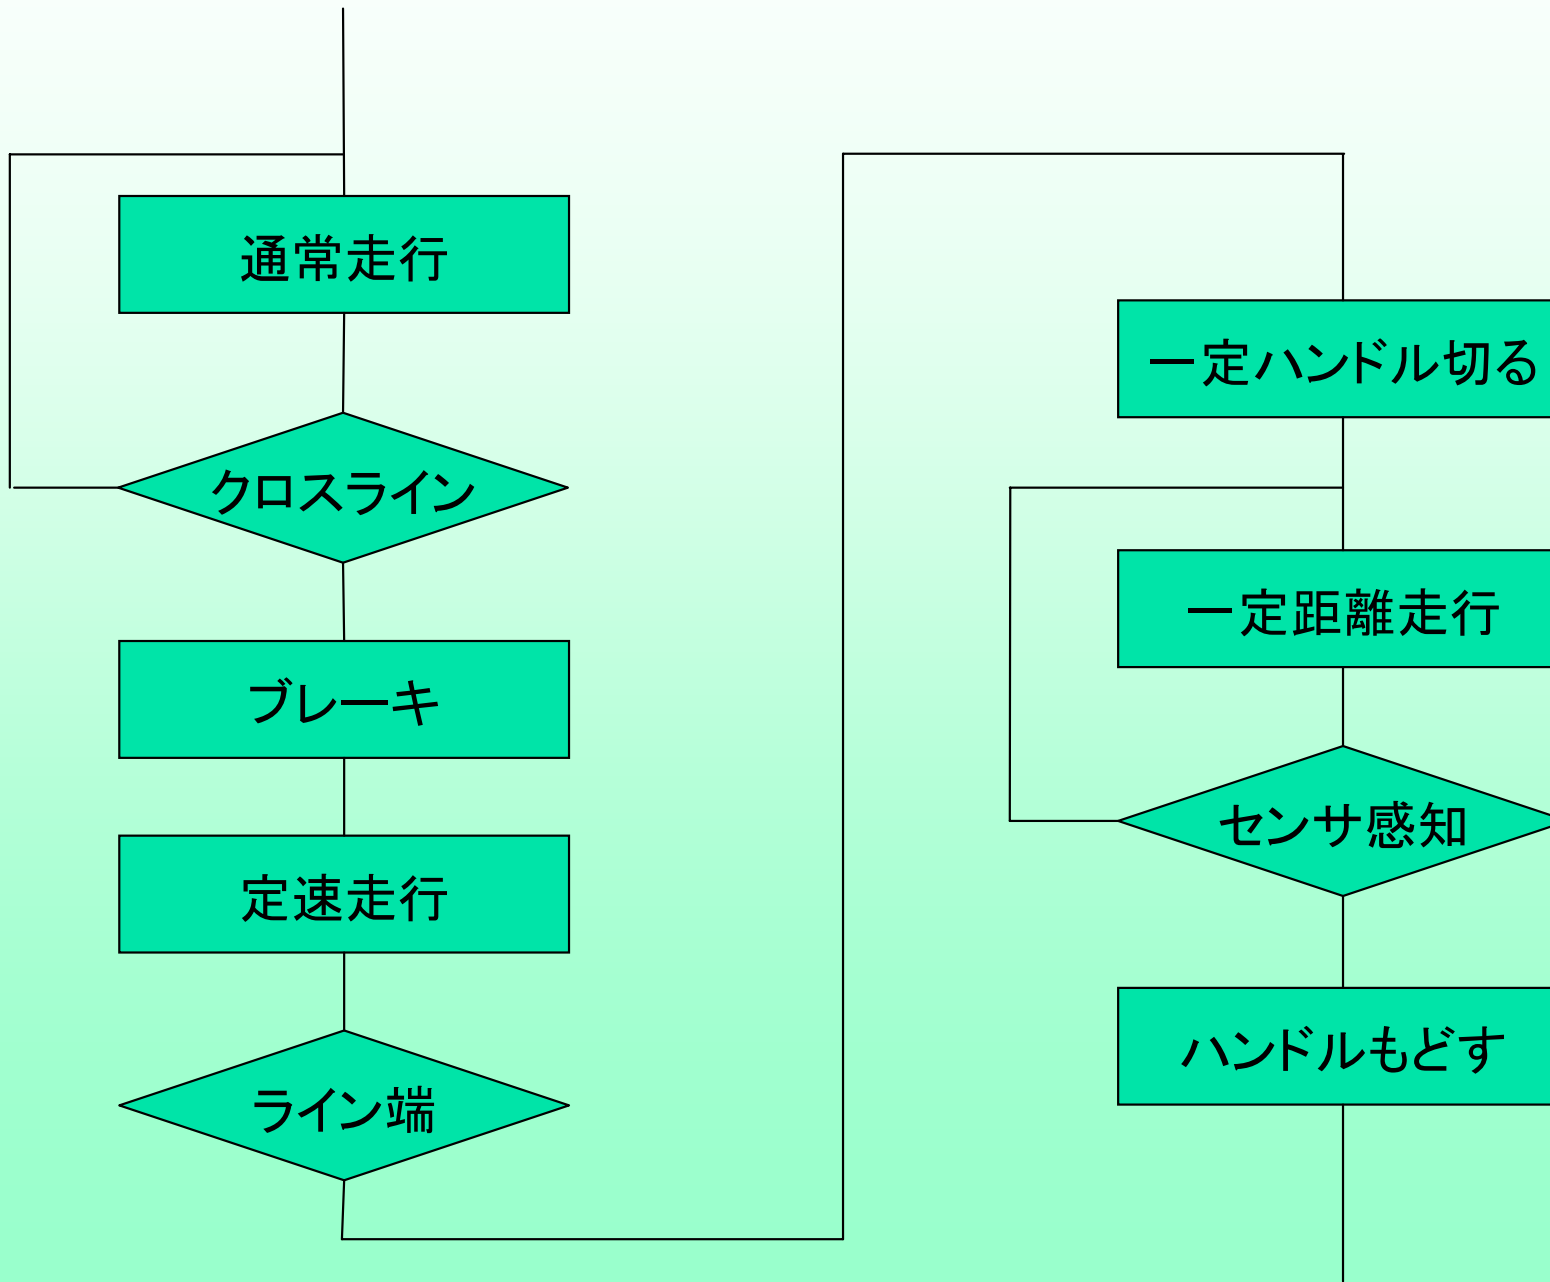 通常走行
クロスライン
ブレーキ
定速走行
ライン端
一定ハンドル切る
一定距離走行
センサ感知
ハンドルもどす